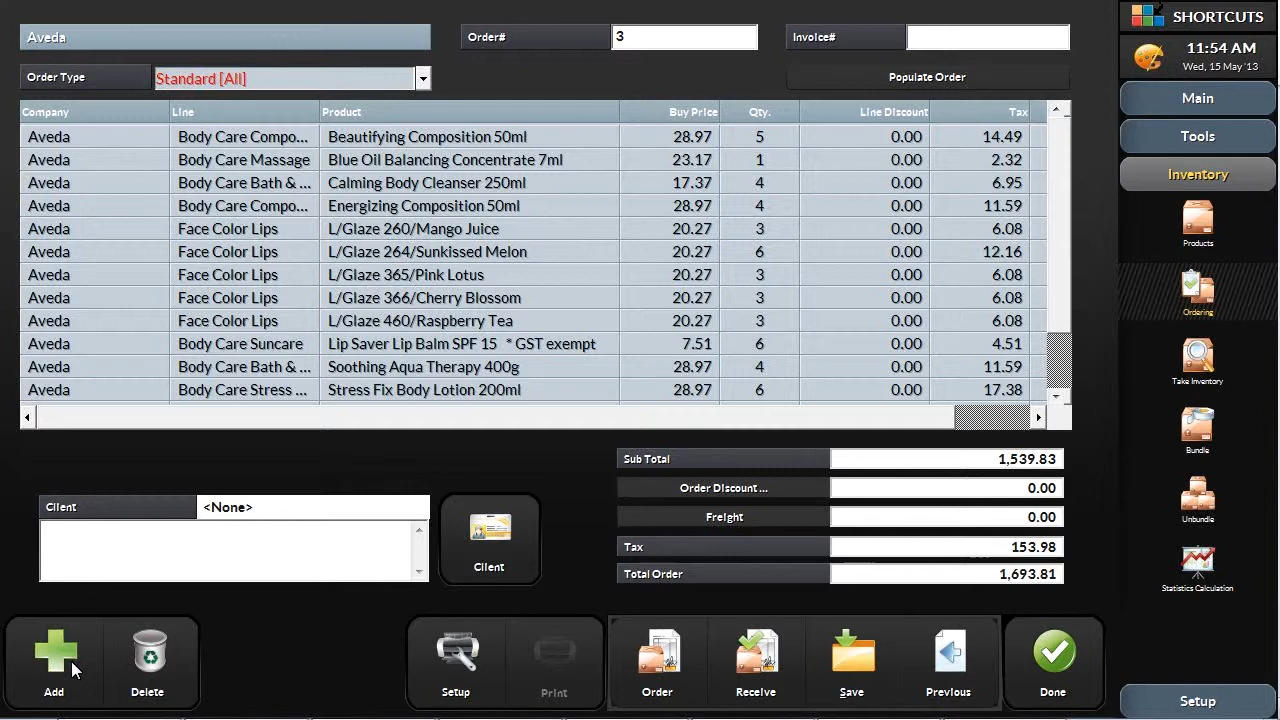 Aveda Order# 3 Invoice# SHORTCUTS
11:54 AM
Wed, 15 May '13
Order Type Standard [All] Populate Order
Main
Company Line Product Buy Price Qty. Line Discount Tax
Aveda Body Care Compo... Beautifying Composition 50ml 28.97 5 0.00 14.49
Tools
Aveda Body Care Massage Blue Oil Balancing Concentrate 7ml 23.17 1 0.00 2.32
Inventory
Aveda Body Care Bath & ... Calming Body Cleanser 250ml 17.37 4 0.00 6.95
Aveda Body Care Compo... Energizing Composition 50ml 28.97 4 0.00 11.59
Aveda Face Color Lips L/Glaze 260/Mango Juice 20.27 3 0.00 6.08
Products
Aveda Face Color Lips L/Glaze 264/Sunkissed Melon 20.27 6 0.00 12.16
Aveda Face Color Lips L/Glaze 365/Pink Lotus 20.27 3 0.00 6.08
Aveda Face Color Lips L/Glaze 366/Cherry Blossom 20.27 3 0.00 6.08
Ordering
Aveda Face Color Lips L/Glaze 460/Raspberry Tea 20.27 3 0.00 6.08
Aveda Body Care Suncare Lip Saver Lip Balm SPF 15 * GST exempt 7.51 6 0.00 4.51
Aveda Body Care Bath & ... Soothing Aqua Therapy 400g 28.97 4 0.00 11.59
Take Inventory
Aveda Body Care Stress ... Stress Fix Body Lotion 200ml 28.97 6 0.00 17.38
Bundle
Sub Total 1,539.83
Order Discount ... 0.00
Client <None>
Freight 0.00
Unbundle
Tax 153.98
Client
Total Order 1,693.81
Statistics Calculation
Add Delete Setup Print Order Receive Save Previous Done
Setup